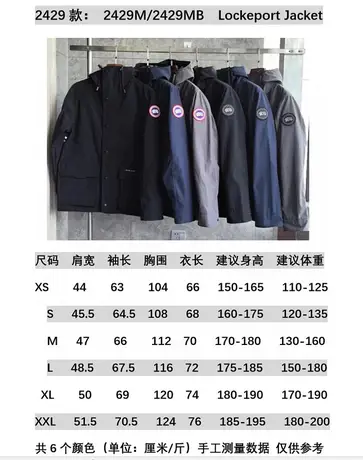 2429 款： 2429M/2429MB Lockeport Jacket
尺码 肩宽 袖长 胸围 衣长 建议身高 建议体重
XS 44 63 104 66 150-165 110-125
S 45.5 64.5 108 68 160-175 120-135
M 47 66 112 70 170-180 130-160
L 48.5 67.5 116 72 175-185 150-180
XL 50 69 120 74 180-190 170-190
XXL 51.5 70.5 124 76 185-195 180-200
共 6 个颜色（单位：厘米/斤）手工测量数据 仅供参考